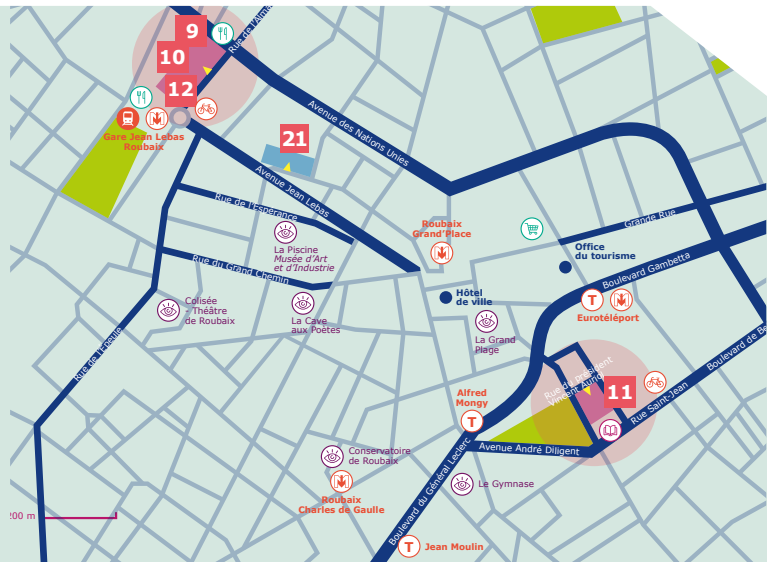 9
10
12
Rue de l'Alma
Gare Jean Lebas
Roubaix
21
Avenue des Nations Unies
Avenue Jean Lebas
Rue de l'Espérance
La Piscine
Musée d'Art
et d'Industrie
Rue du Grand Chemin
Roubaix
Grand'Place
Grande Rue
Office
du tourisme
Boulevard Gambetta
Hôtel
de ville
T
Eurotéléport
Colisée
- Théâtre
de Roubaix
La Cave
aux Poètes
La Grand
Plage
Rue de l'Epeule
Boulevard de Be
Rue du président
Vincent Auriol
11
Rue Saint-Jean
Alfred
Mongy
T
Avenue André Diligent
Conservatoire
de Roubaix
Roubaix
Charles de Gaulle
Boulevard du Général Leclerc
Le Gymnase
200 m
T
Jean Moulin